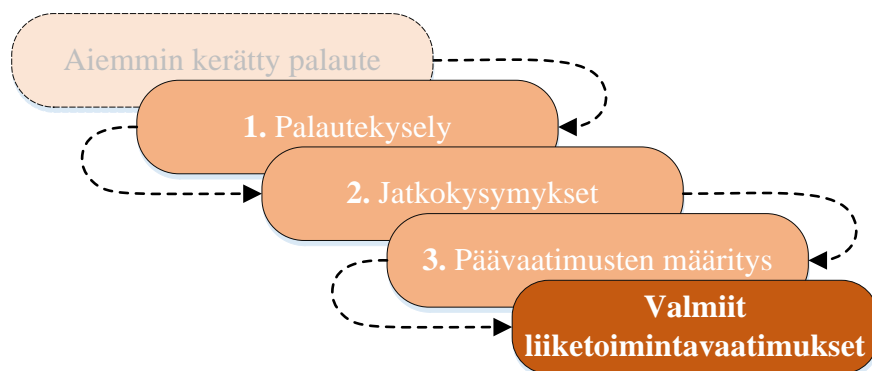 Aiemmin kerätty palaute
1. Palautekysely
2. Jatkokysymykset
3. Päävaatimusten määritys
Valmiit
liiketoimintavaatimukset